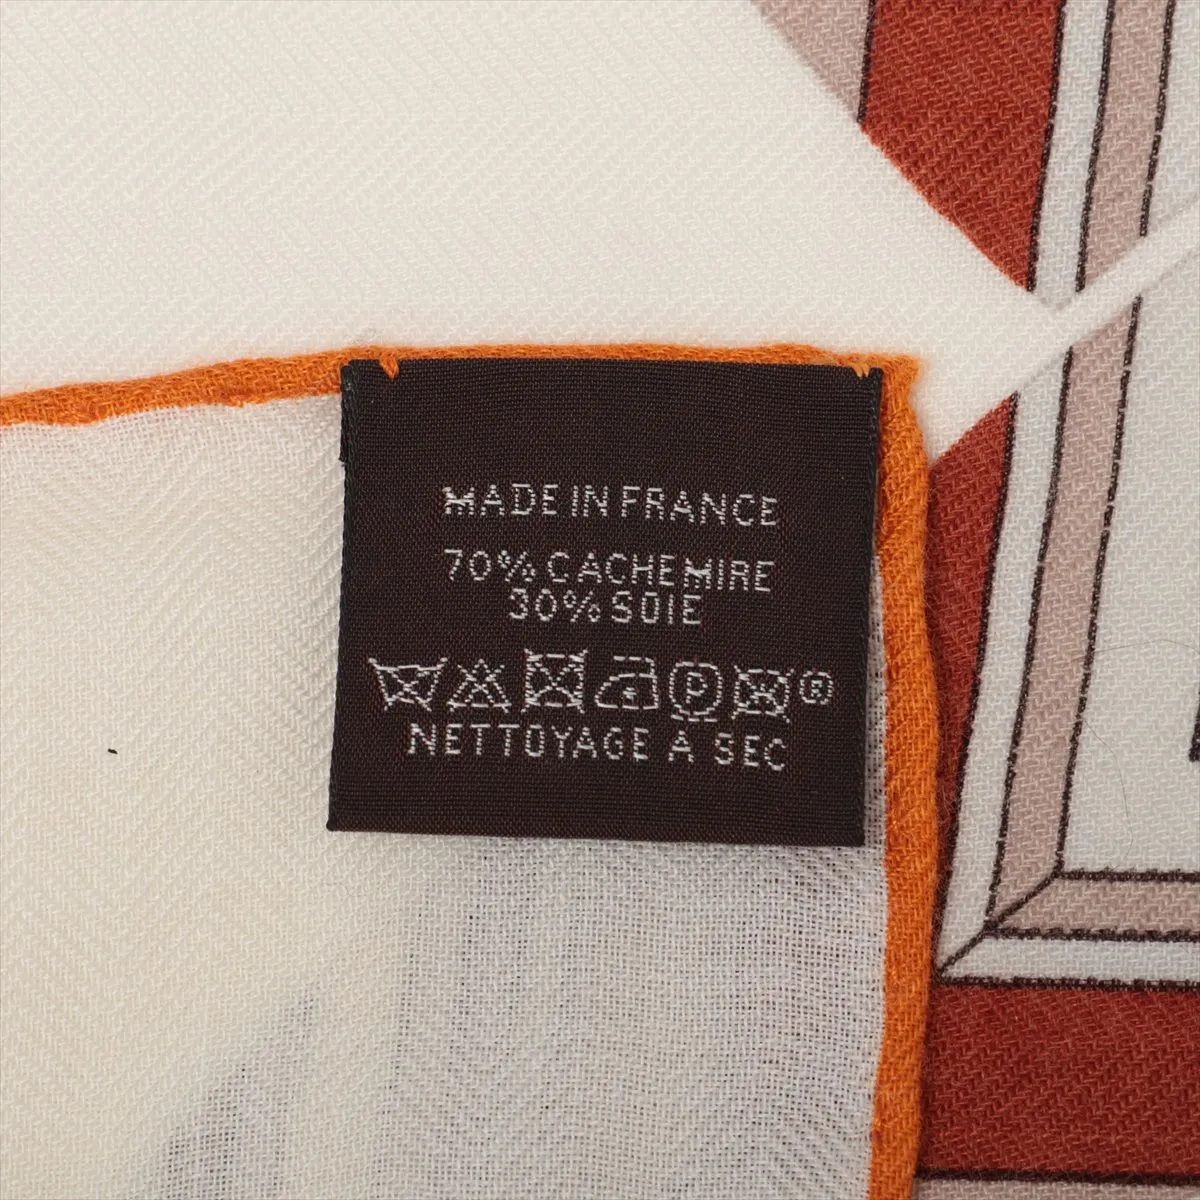 MADE IN FRANCE
70% CACHEMIRE
30% SOIE
P ®
NETTOYAGE A SEC